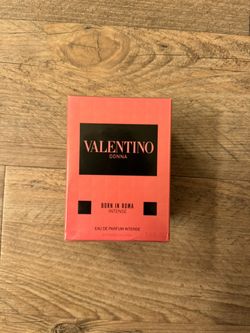 VALENTINO
DONNA
BORN IN ROMA
INTENSE
EAU DE PARFUM INTENSE